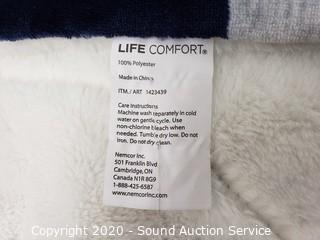 LIFE COMFORT®
100% Polyester
Made in China
ITM./ ART 1423439
Care Instructions
Machine wash separately in cold
water on gentle cycle. Use
non-chlorine bleach when
needed. Tumble dry low. Do not
iron. Do not dry clean.
Nemcor Inc.
501 Franklin Blvd
Cambridge, ON
Canada N1R 8G9
1-888-425-6587
www.nemcorinc.com
Copyright 2020 - Sound Auction Service